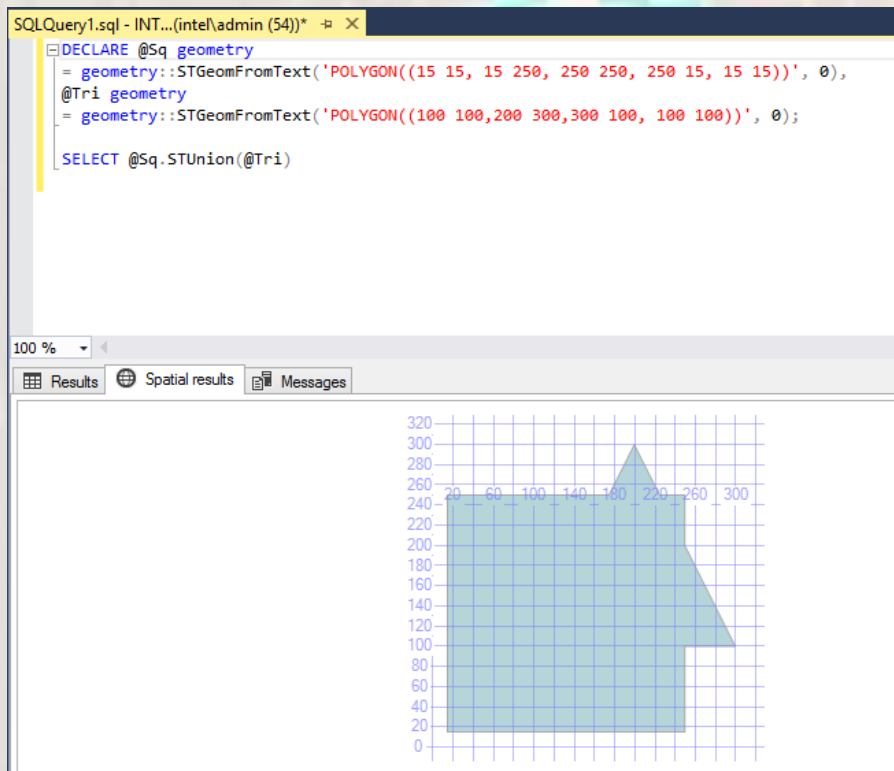 SQLQuery1.sql - INT...(intel\admin (54))*
DECLARE @Sq geometry
= geometry::STGeomFromText('POLYGON((15 15, 15 250, 250 250, 250 15, 15 15))', 0),
@Tri geometry
= geometry::STGeomFromText('POLYGON((100 100,200 300,300 100, 100 100))', 0);
SELECT @Sq.STUnion(@Tri)
100 %
Results Spatial results Messages
320
300
280
260
20 60 100 140 180 220 260 300
240
220
200
180
160
140
120
100
80
60
40
20
0